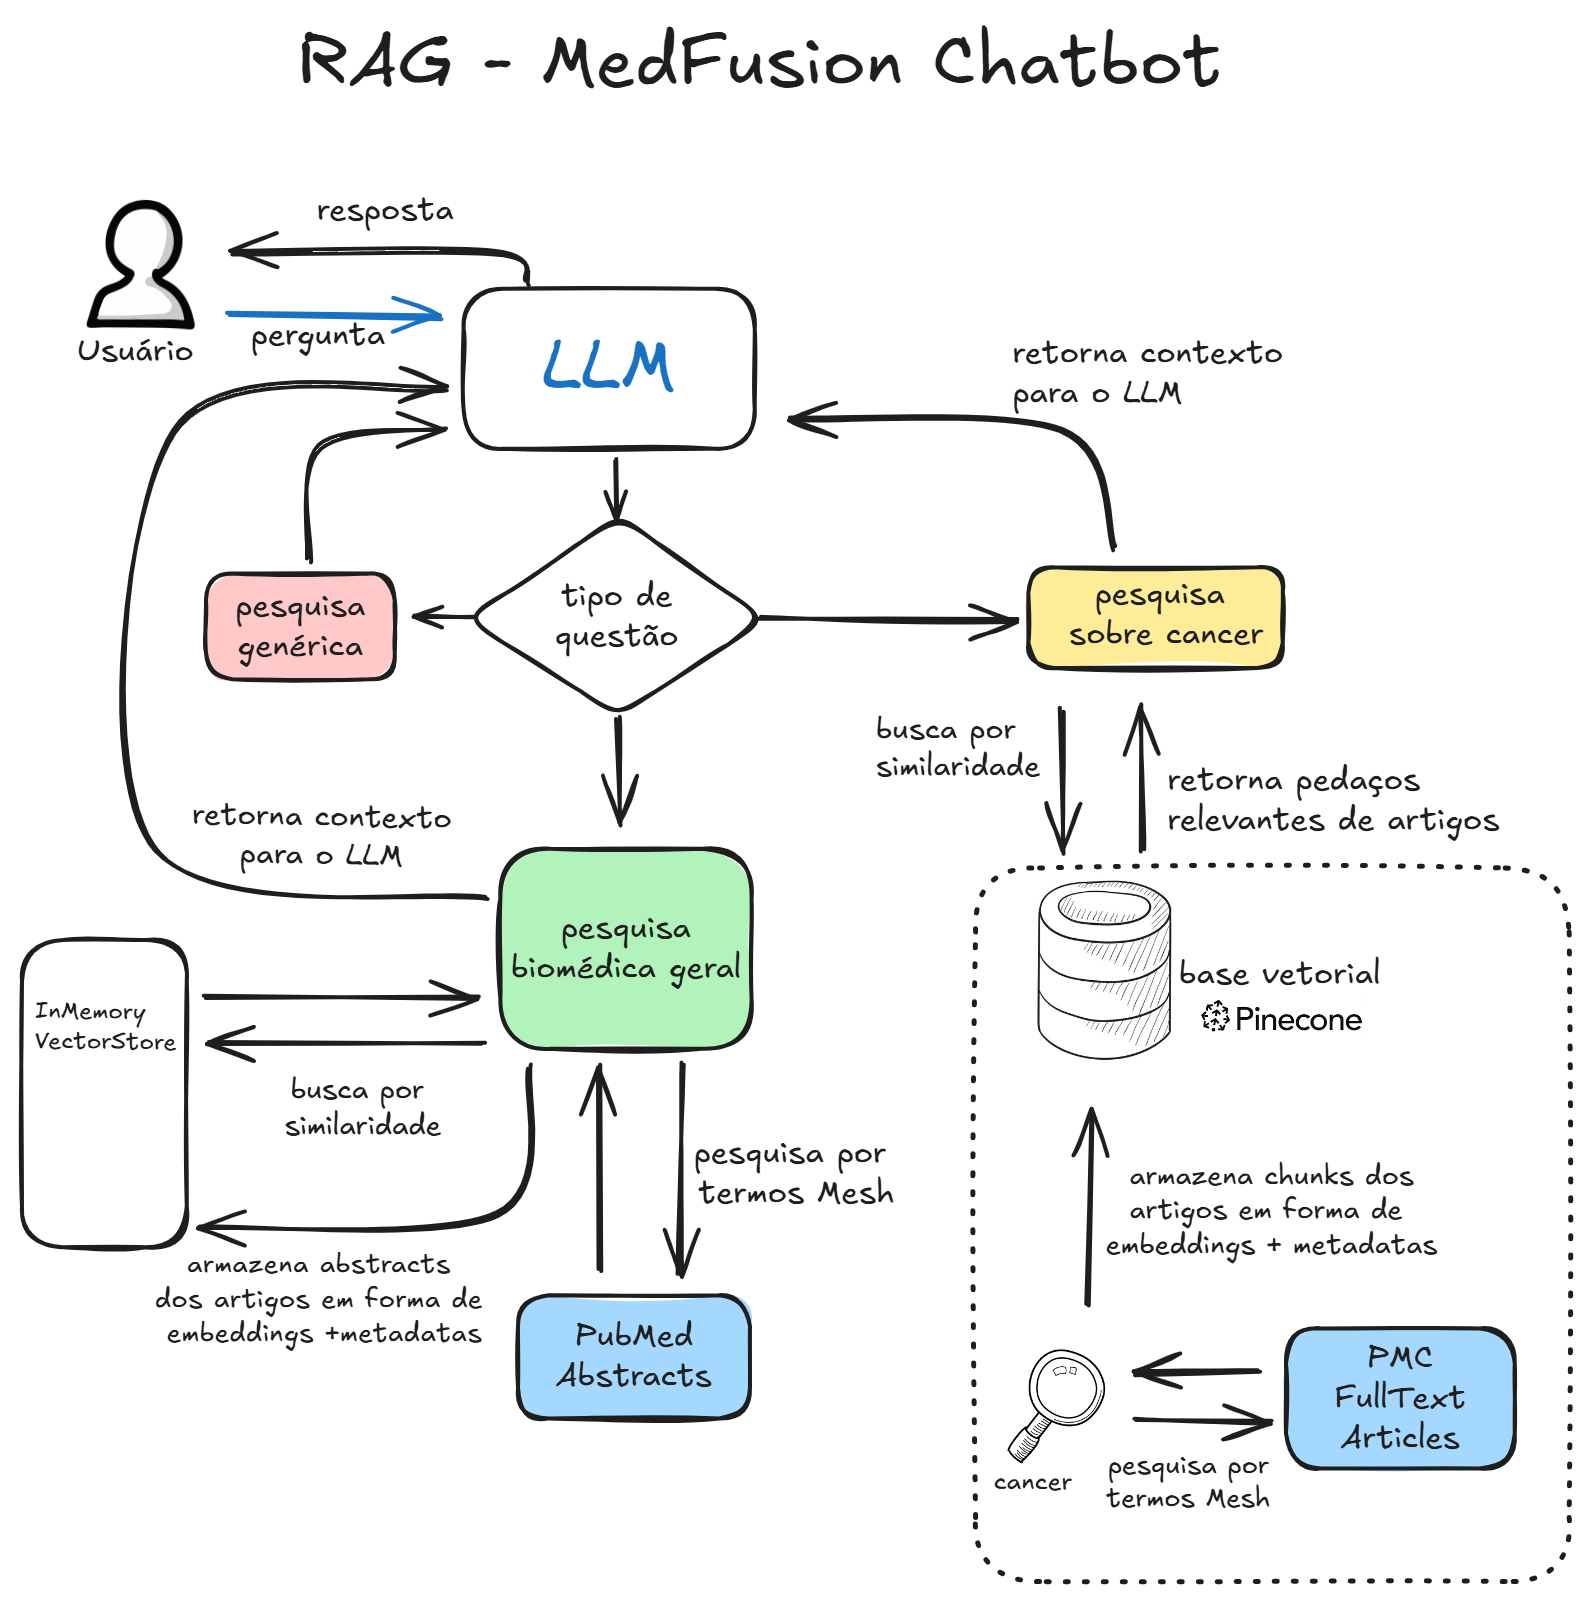 RAG - MedFusion Chatbot
resposta
pergunta
Usuário
LLM
retorna contexto
para o LLM
tipo de
questão
pesquisa
genérica
pesquisa
sobre cancer
busca por
similaridade
retorna pedaços
relevantes de artigos
retorna contexto
para o LLM
pesquisa
biomédica geral
InMemory
VectorStore
busca por
similaridade
pesquisa por
termos Mesh
armazena abstracts
dos artigos em forma de
embeddings +metadatas
PubMed
Abstracts
base vetorial
Pinecone
armazena chunks dos
artigos em forma de
embeddings + metadatas
cancer
pesquisa por
termos Mesh
PMC
FullText
Articles